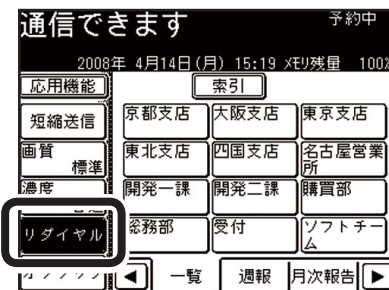 通信できます
予約中
2008年 4月14日(月) 15:19 メモリ残量 100%
応用機能
索引
短縮送信
京都支店
大阪支店
東京支店
画質
標準
東北支店
四国支店
名古屋営業所
濃度
開発一課
開発二課
購買部
リダイヤル
総務部
受付
ソフトチーム
一覧
週報
月次報告